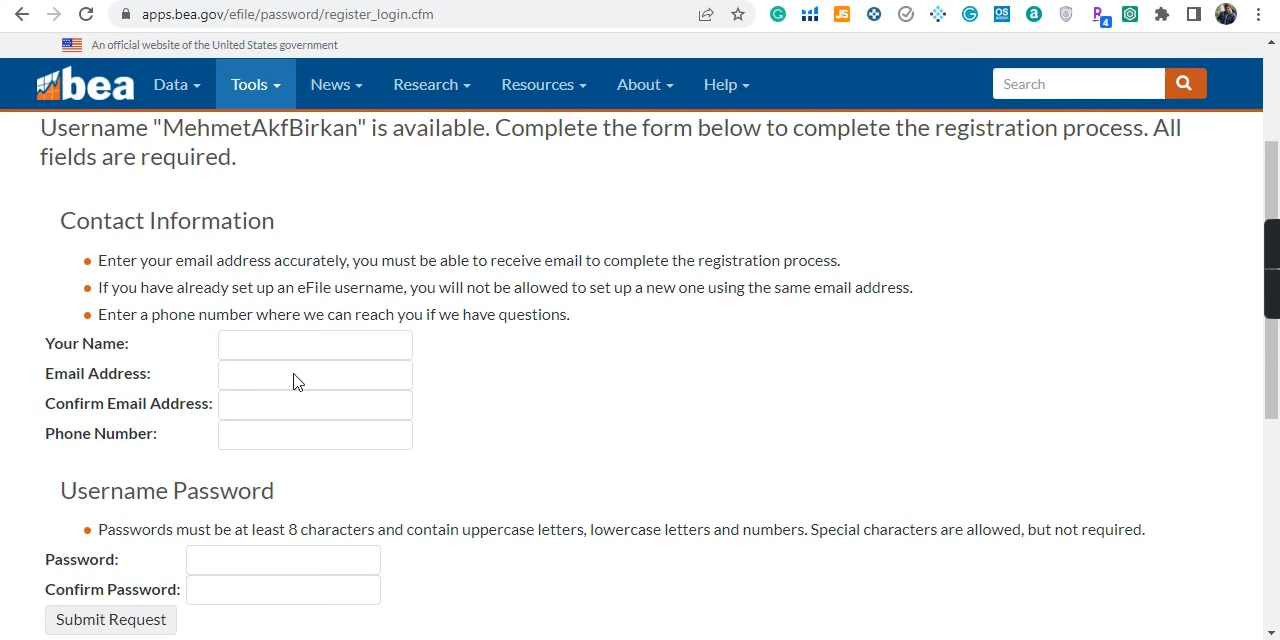 apps.bea.gov/efile/password/register_login.cfm
JS
OS
4
An official website of the United States government
bea Data Tools News Research Resources About Help Search
Username "MehmetAkfBirkan" is available. Complete the form below to complete the registration process. All
fields are required.
Contact Information
Enter your email address accurately, you must be able to receive email to complete the registration process.
If you have already set up an eFile username, you will not be allowed to set up a new one using the same email address.
Enter a phone number where we can reach you if we have questions.
Your Name:
Email Address:
Confirm Email Address:
Phone Number:
Username Password
Passwords must be at least 8 characters and contain uppercase letters, lowercase letters and numbers. Special characters are allowed, but not required.
Password:
Confirm Password:
Submit Request